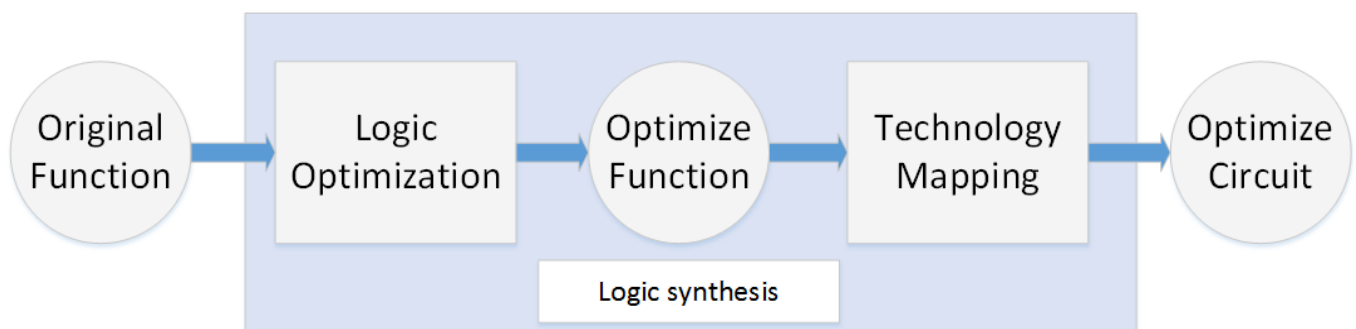 Original
Function
Logic
Optimization
Optimize
Function
Technology
Mapping
Optimize
Circuit
Logic synthesis